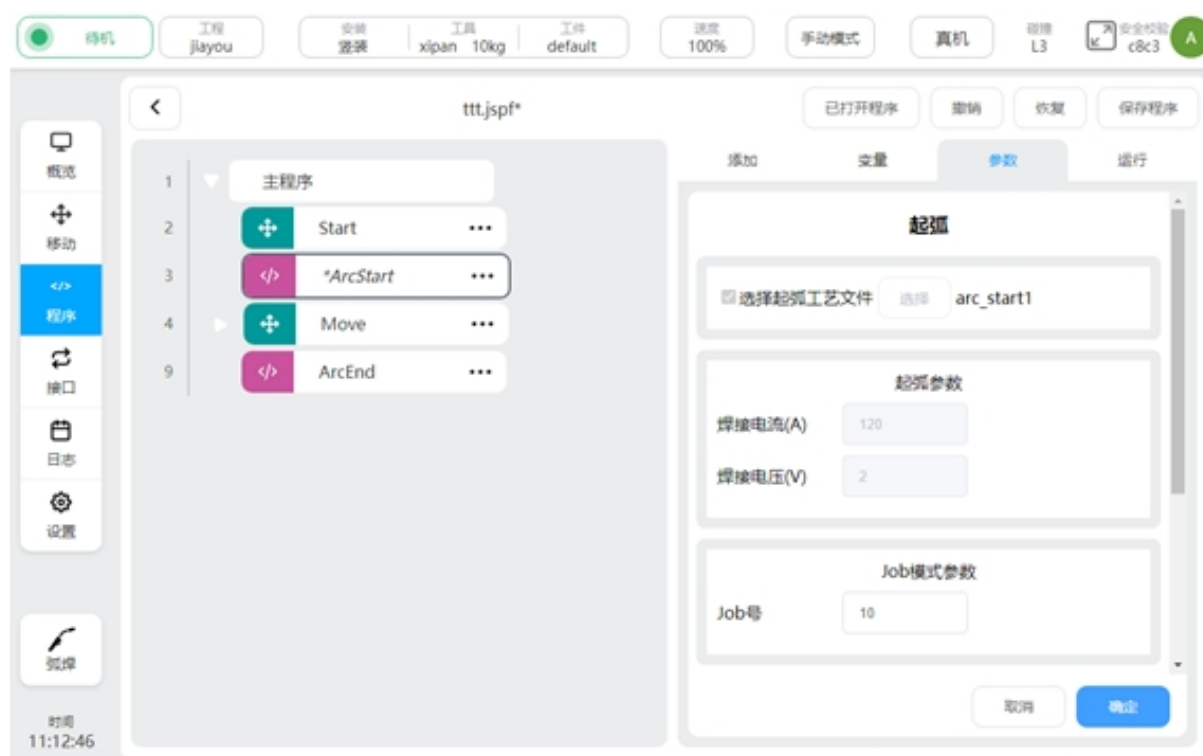 待机
工程
jiayou
安装
竖装
工具
xipan 10kg
工件
default
速度
100%
手动模式
真机
碰撞
L3
安全校验
c8c3
A
ttt.jspf*
已打开程序
撤销
恢复
保存程序
概览
移动
</>
程序
接口
日志
设置
弧焊
时间
11:12:46
1 主程序
2 Start •••
3 </> *ArcStart •••
4 Move •••
9 </> ArcEnd •••
添加 变量 参数 运行
起弧
选择起弧工艺文件 选择 arc_start1
起弧参数
焊接电流(A) 120
焊接电压(V) 2
Job模式参数
Job号 10
取消 确定